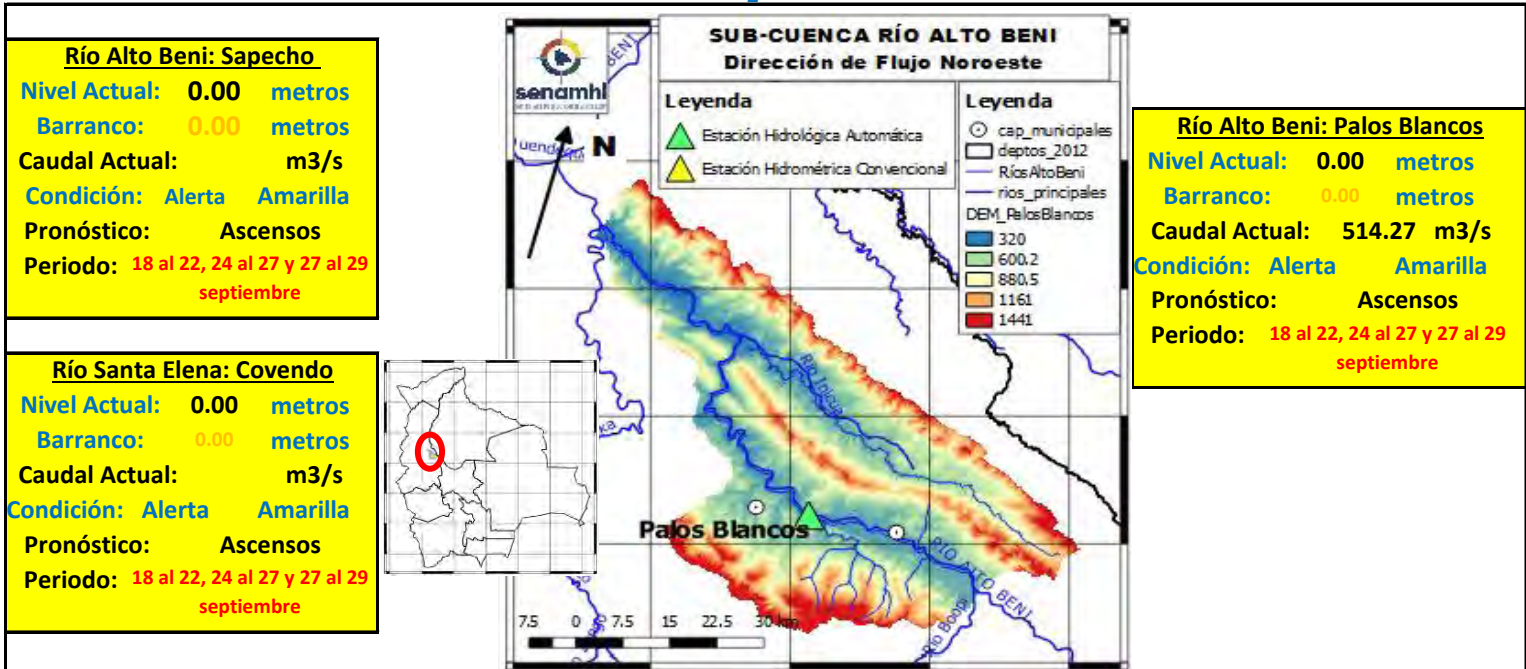 Río Alto Beni: Sapecho
Nivel Actual: 0.00 metros
Barranco: 0.00 metros
Caudal Actual: m3/s
Condición: Alerta Amarilla
Pronóstico: Ascensos
Periodo: 18 al 22, 24 al 27 y 27 al 29
septiembre
Río Santa Elena: Covendo
Nivel Actual: 0.00 metros
Barranco: 0.00 metros
Caudal Actual: m3/s
Condición: Alerta Amarilla
Pronóstico: Ascensos
Periodo: 18 al 22, 24 al 27 y 27 al 29
septiembre
senamhi
BENI
SUB-CUENCA RÍO ALTO BENI
Dirección de Flujo Noroeste
N
Leyenda
Estación Hidrológica Automática
Estación Hidrométrica Convencional
Leyenda
cap_municipales
deptos_2012
RíosAltoBeni
rios_principales
DEM_PalosBlancos
320
600.2
880.5
1161
1441
Río Inicua
Palos Blancos
RÍO ALTO BENI
Río Boopi
7.5 0 7.5 15 22.5 30 km
Río Alto Beni: Palos Blancos
Nivel Actual: 0.00 metros
Barranco: 0.00 metros
Caudal Actual: 514.27 m3/s
Condición: Alerta Amarilla
Pronóstico: Ascensos
Periodo: 18 al 22, 24 al 27 y 27 al 29
septiembre